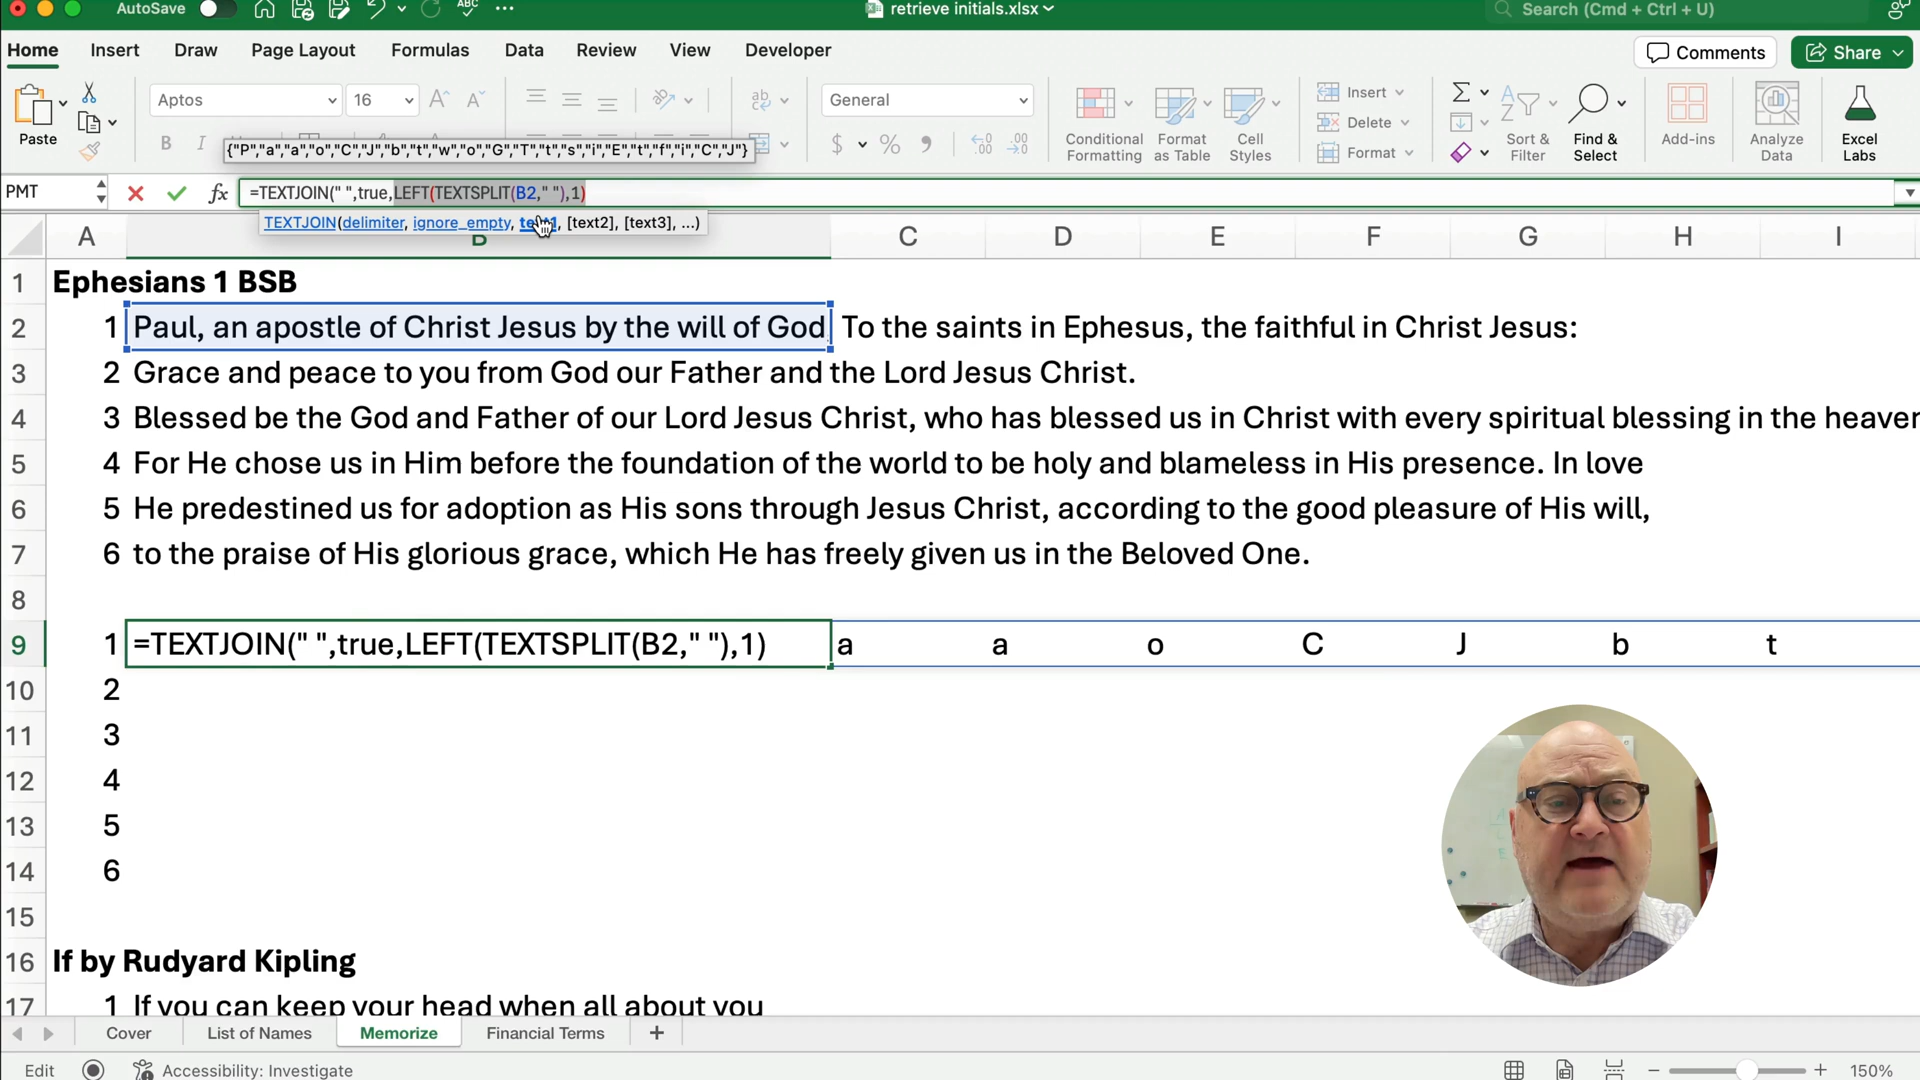 AutoSave
ABC
retrieve initials.xlsx
Search (Cmd + Ctrl + U)
Home Insert Draw Page Layout Formulas Data Review View Developer
Comments Share
Paste
Aptos 16
General
Conditional Formatting
Format as Table
Cell Styles
Insert
Delete
Format
Sort & Filter
Find & Select
Add-ins
Analyze Data
Excel Labs
{"P","a","a","o","C","J","b","t","w","o","G","T","t","s","i","E","t","f","i","C","J"}
PMT fx =TEXTJOIN(" ",true,LEFT(TEXTSPLIT(B2," "),1)
TEXTJOIN(delimiter, ignore_empty, text1, [text2], [text3], ...)
A B C D E F G H I
1 Ephesians 1 BSB
2 1 Paul, an apostle of Christ Jesus by the will of God To the saints in Ephesus, the faithful in Christ Jesus:
3 2 Grace and peace to you from God our Father and the Lord Jesus Christ.
4 3 Blessed be the God and Father of our Lord Jesus Christ, who has blessed us in Christ with every spiritual blessing in the heaven
5 4 For He chose us in Him before the foundation of the world to be holy and blameless in His presence. In love
6 5 He predestined us for adoption as His sons through Jesus Christ, according to the good pleasure of His will,
7 6 to the praise of His glorious grace, which He has freely given us in the Beloved One.
8
9 1 =TEXTJOIN(" ",true,LEFT(TEXTSPLIT(B2," "),1) a a o C J b t
10 2
11 3
12 4
13 5
14 6
15
16 If by Rudyard Kipling
17 1 If you can keep your head when all about you
Cover List of Names Memorize Financial Terms +
Edit Accessibility: Investigate 150%